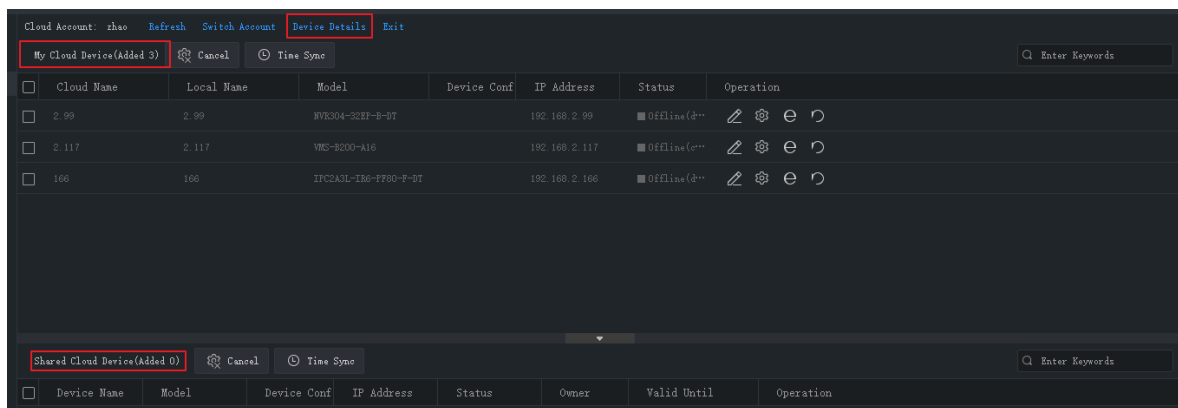 Cloud Account: zhao Refresh Switch Account Device Details Exit
My Cloud Device(Added 3) Cancel Time Sync Enter Keywords
Cloud Name Local Name Model Device Conf IP Address Status Operation
2.99 2.99 NVR304-32EP-B-DT 192.168.2.99 Offline(d···
2.117 2.117 VMS-B200-A16 192.168.2.117 Offline(c···
166 166 IPC2A3L-IR6-PF80-F-DT 192.168.2.166 Offline(d···
Shared Cloud Device(Added 0) Cancel Time Sync Enter Keywords
Device Name Model Device Conf IP Address Status Owner Valid Until Operation